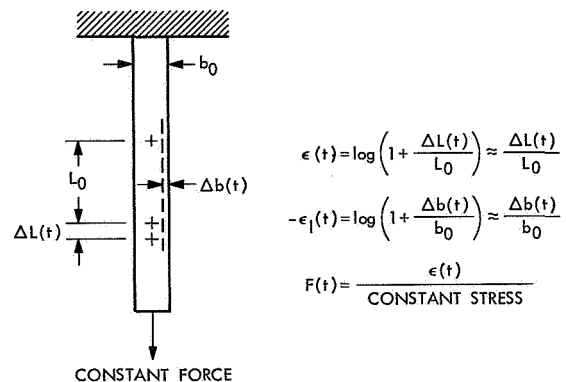 b₀
L₀
Δb(t)
ΔL(t)
ϵ(t)=log(1+ ΔL(t)/L₀) ≈ ΔL(t)/L₀
-ϵ₁(t)=log(1+ Δb(t)/b₀) ≈ Δb(t)/b₀
F(t)= ϵ(t)/CONSTANT STRESS
CONSTANT FORCE